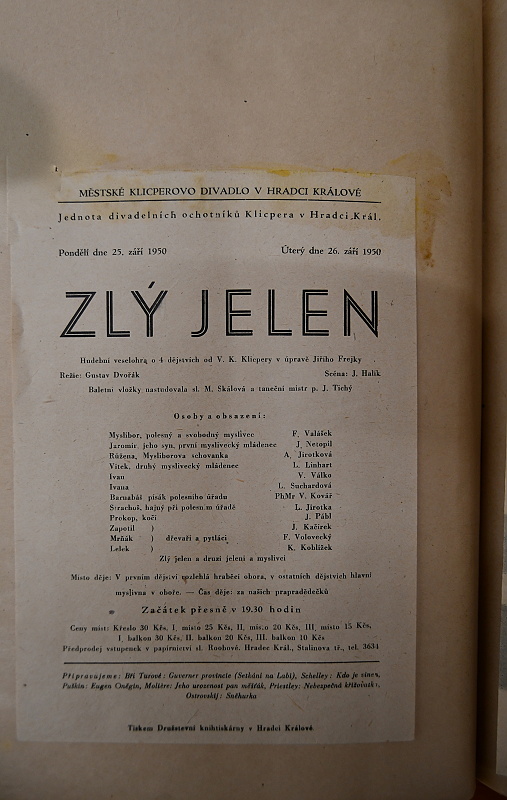 MĚSTSKÉ KLICPEROVO DIVADLO V HRADCI KRÁLOVÉ
Jednota divadelních ochotníků Klicpera v Hradci Král.
Pondělí dne 25. září 1950 Úterý dne 26. září 1950
ZLÝ JELEN
Hudební veselohra o 4 dějstvích od V. K. Klicpery v úpravě Jiřího Frejky
Režie: Gustav Dvořák Scéna: J. Halík
Baletní vložky nastudovala sl. M. Skálová a taneční mistr p. J. Tichý
Osoby a obsazení:
Myslibor, polesný a svobodný myslivec F. Valášek
Jaromír jeho syn, první myslivecký mládenec J. Netopil
Růžena, Mysliborova schovanka A. Jirotková
Vítek, druhý myslivecký mládenec L. Linhart
Ivan V. Válko
Ivana L. Suchardová
Barnabáš písák polesního úřadu PhMr V. Kovář
Strachoš, hajný při polesním úřadě L. Jirotka
Prokop, kočí J. Pábl
Zapotil ) J. Kačírek
Mrňák ) dřevaři a pytláci F. Volovecký
Lelek ) K. Kohlížek
Zlý jelen a druzí jeleni a myslivci
Místo děje: V prvním dějství rozlehlá hraběcí obora, v ostatních dějstvích hlavní
myslivna v oboře. — Čas děje: za našich prapradědečků
Začátek přesně v 19.30 hodin
Ceny míst: Křeslo 30 Kčs, I. místo 25 Kčs, II. místo 20 Kčs, III. místo 15 Kčs,
I. balkon 30 Kčs, II. balkon 20 Kčs, III. balkon 10 Kčs
Předprodej vstupenek v papírnictví sl. Roubové, Hradec Král., Stalinova tř., tel. 3634
Připravujeme: Bří Turové: Guverner provincie (Setkání na Labi), Schelley: Kdo je vinen,
Puškin: Eugen Oněgin, Moliére: Jeho urozenost pan měšťák, Priestley: Nebezpečná křižovatka,
Ostrovskij: Sněhurka
Tiskem Družstevní knihtiskárny v Hradci Králové